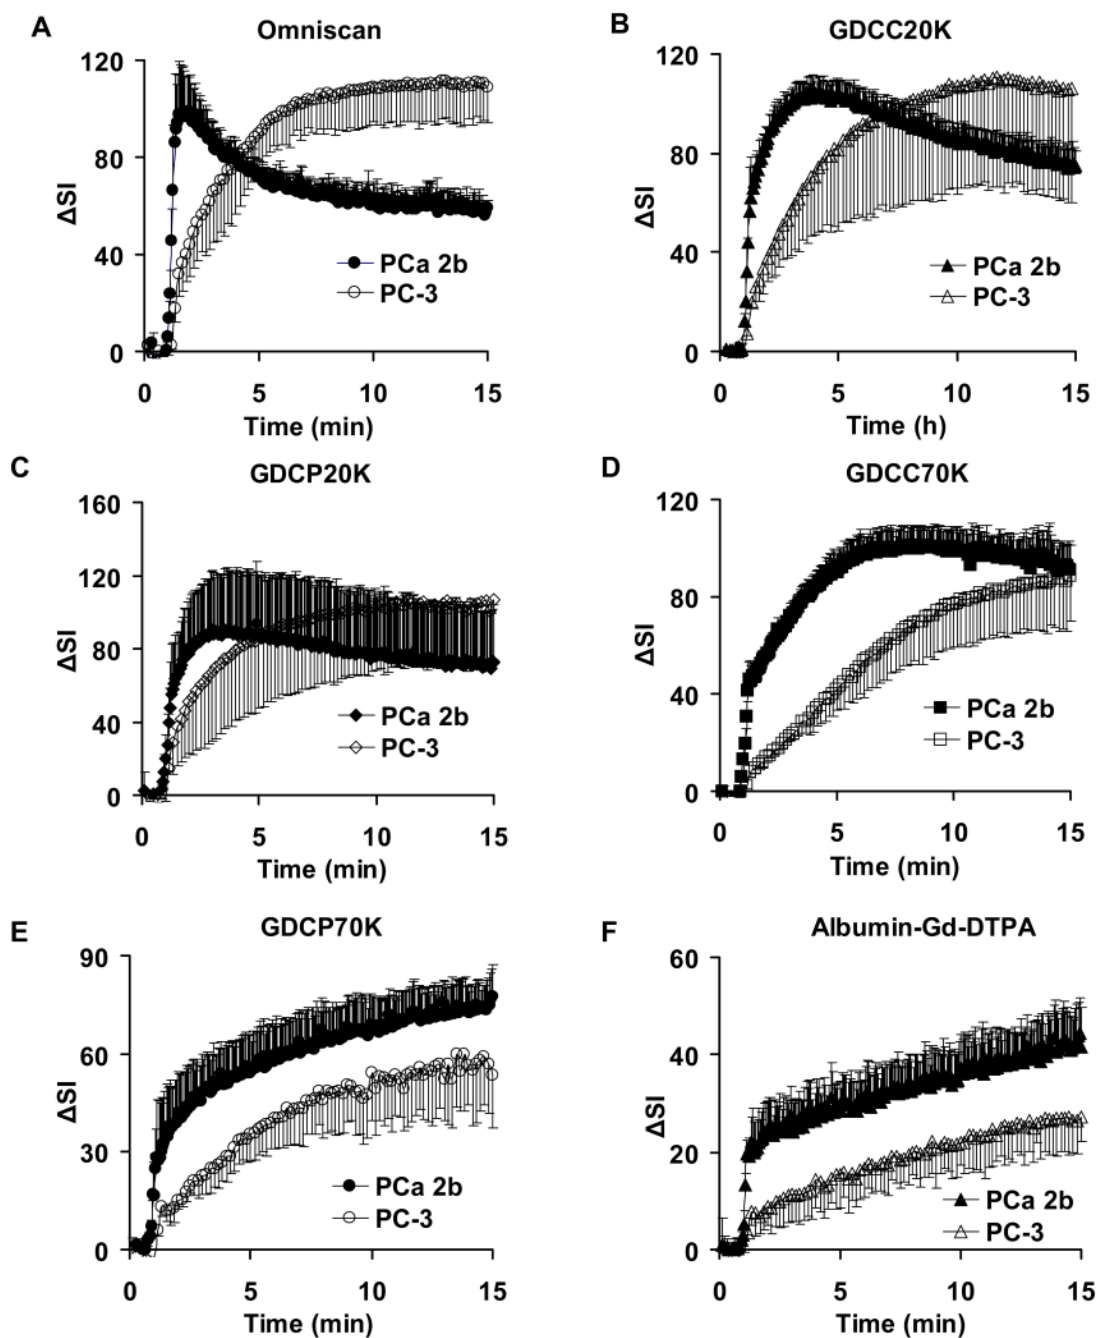 A
Omniscan
120
80
40
0
ΔSI
PCa 2b
PC-3
0 5 10 15
Time (min)
B
GDCC20K
120
80
40
0
ΔSI
PCa 2b
PC-3
0 5 10 15
Time (h)
C
GDCP20K
160
120
80
40
0
ΔSI
PCa 2b
PC-3
0 5 10 15
Time (min)
D
GDCC70K
120
80
40
0
ΔSI
PCa 2b
PC-3
0 5 10 15
Time (min)
E
GDCP70K
90
60
30
0
ΔSI
PCa 2b
PC-3
0 5 10 15
Time (min)
F
Albumin-Gd-DTPA
60
40
20
0
ΔSI
PCa 2b
PC-3
0 5 10 15
Time (min)